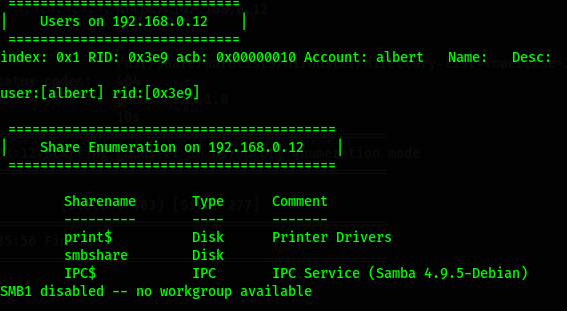 ==============================
|    Users on 192.168.0.12    |
==============================
index: 0x1 RID: 0x3e9 acb: 0x00000010 Account: albert   Name:   Desc:
user:[albert] rid:[0x3e9]
==========================================
|    Share Enumeration on 192.168.0.12    |
==========================================
Sharename       Type      Comment
---------       ----      -------
print$          Disk      Printer Drivers
smbshare        Disk
IPC$            IPC       IPC Service (Samba 4.9.5-Debian)
SMB1 disabled -- no workgroup available